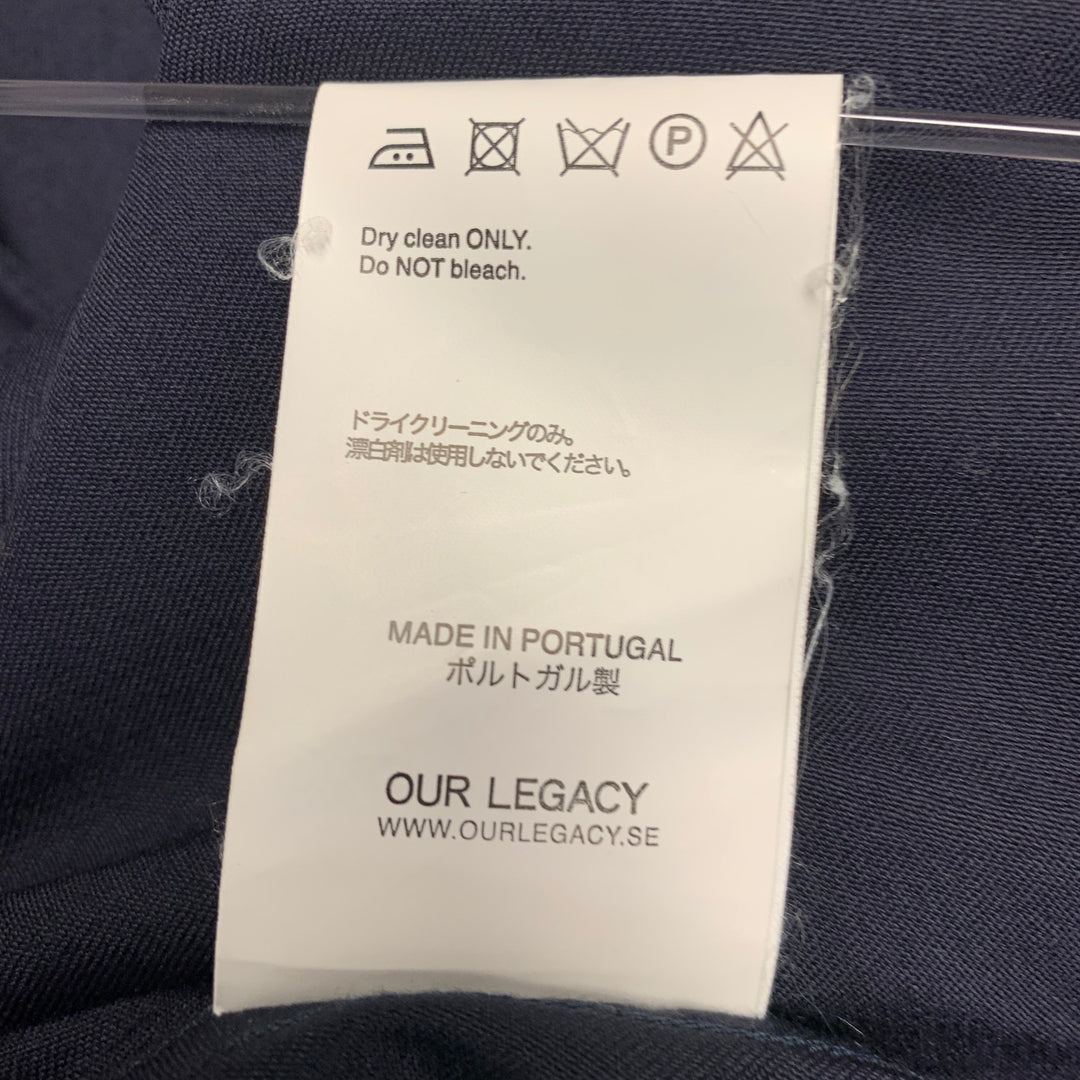 P
Dry clean ONLY.
Do NOT bleach.
ドライクリーニングのみ。
漂白剤は使用しないでください。
MADE IN PORTUGAL
ポルトガル製
OUR LEGACY
WWW.OURLEGACY.SE